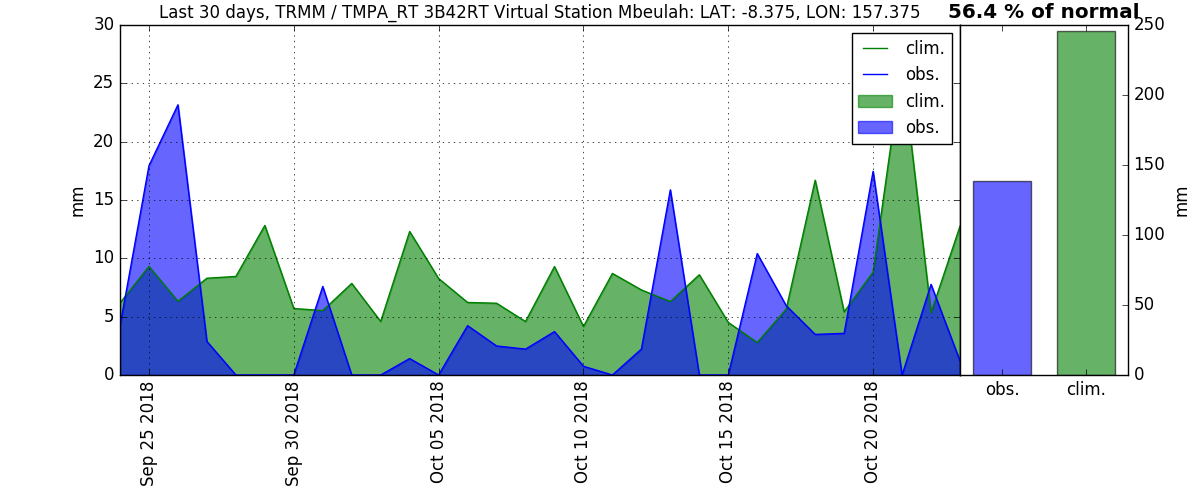 Last 30 days, TRMM / TMPA_RT 3B42RT Virtual Station Mbeulah: LAT: -8.375, LON: 157.375
56.4 % of normal
30
25
20
15
10
5
0
mm
clim.
obs.
clim.
obs.
Sep 25 2018
Sep 30 2018
Oct 05 2018
Oct 10 2018
Oct 15 2018
Oct 20 2018
250
200
150
100
50
0
mm
obs.
clim.